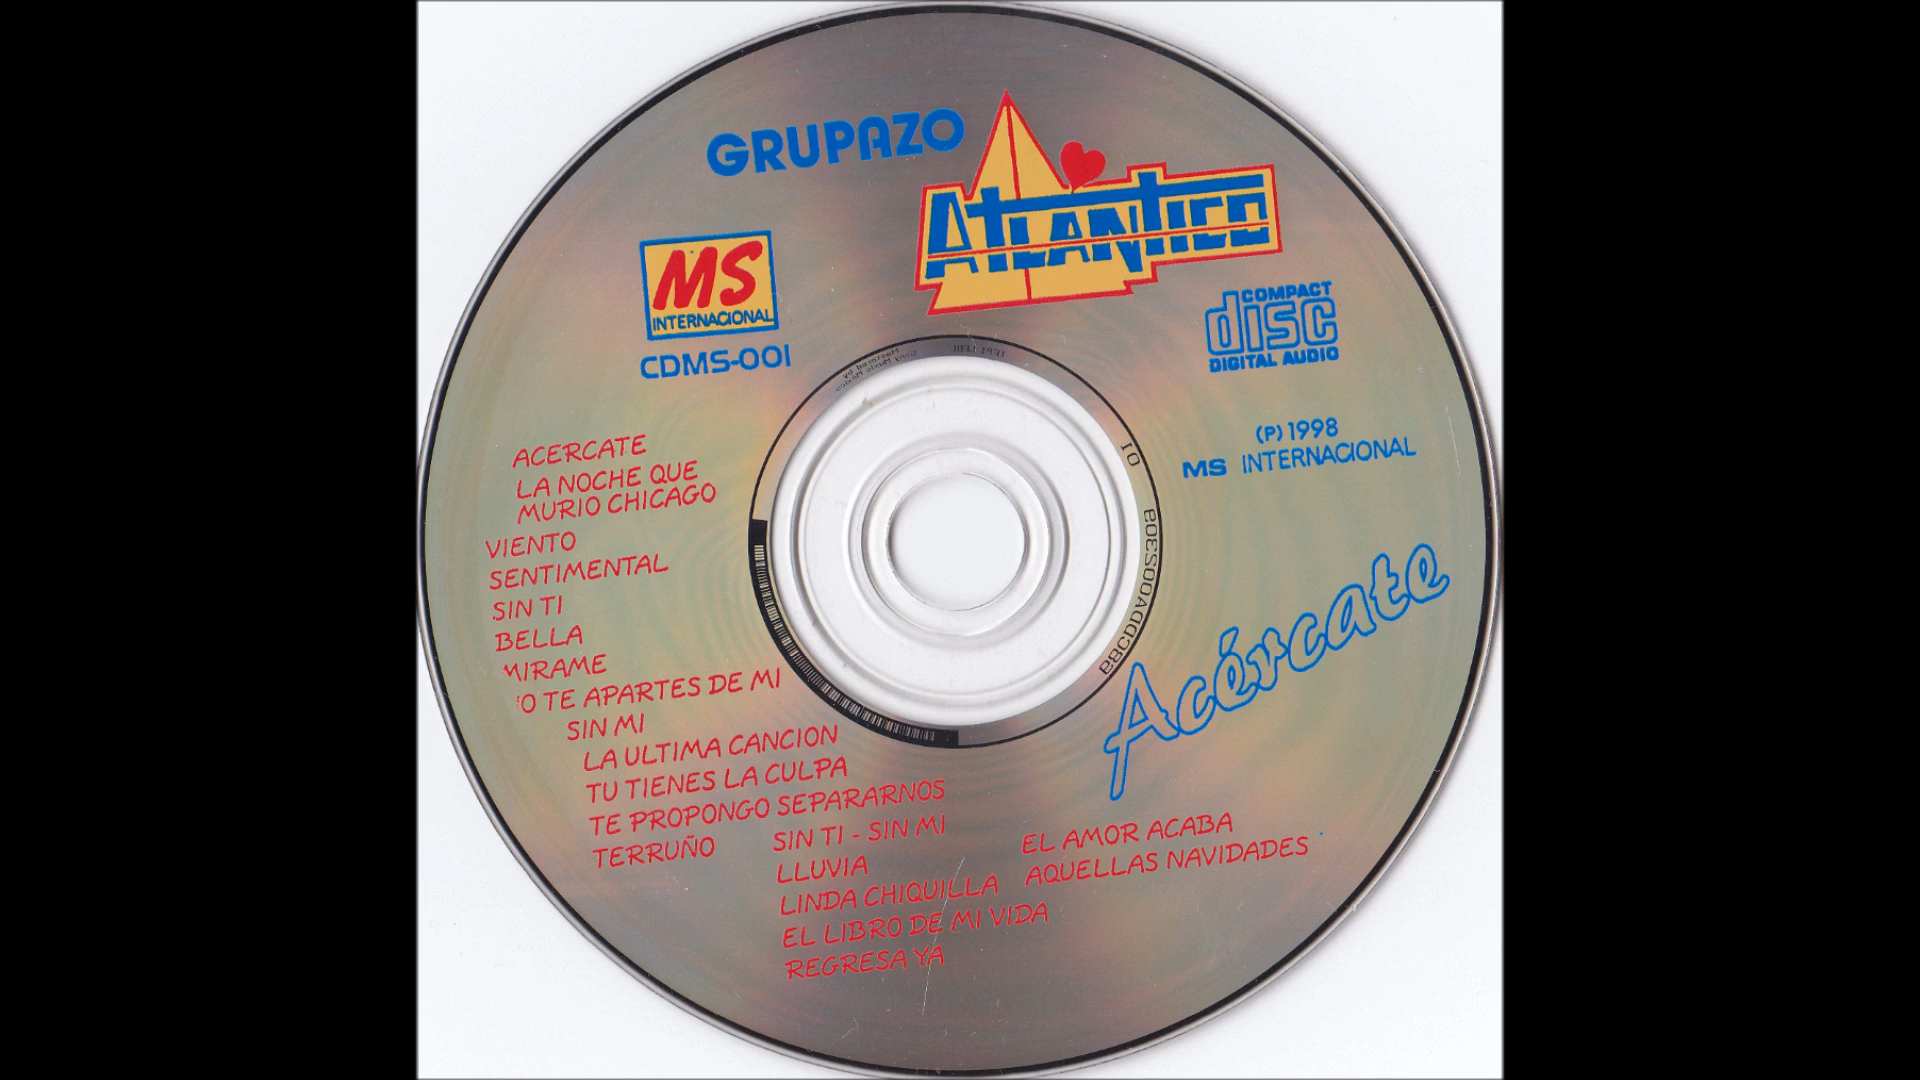 GRUPAZO
ATLANTICO
MS
INTERNACIONAL
CDMS-001
COMPACT
disc
DIGITAL AUDIO
(P) 1998
MS INTERNACIONAL
Acércate
ACERCATE
LA NOCHE QUE
MURIO CHICAGO
VIENTO
SENTIMENTAL
SIN TI
BELLA
MIRAME
'O TE APARTES DE MI
SIN MI
LA ULTIMA CANCION
TU TIENES LA CULPA
TE PROPONGO SEPARARNOS
TERRUÑO
SIN TI - SIN MI
LLUVIA
LINDA CHIQUILLA
EL LIBRO DE MI VIDA
REGRESA YA
EL AMOR ACABA
AQUELLAS NAVIDADES